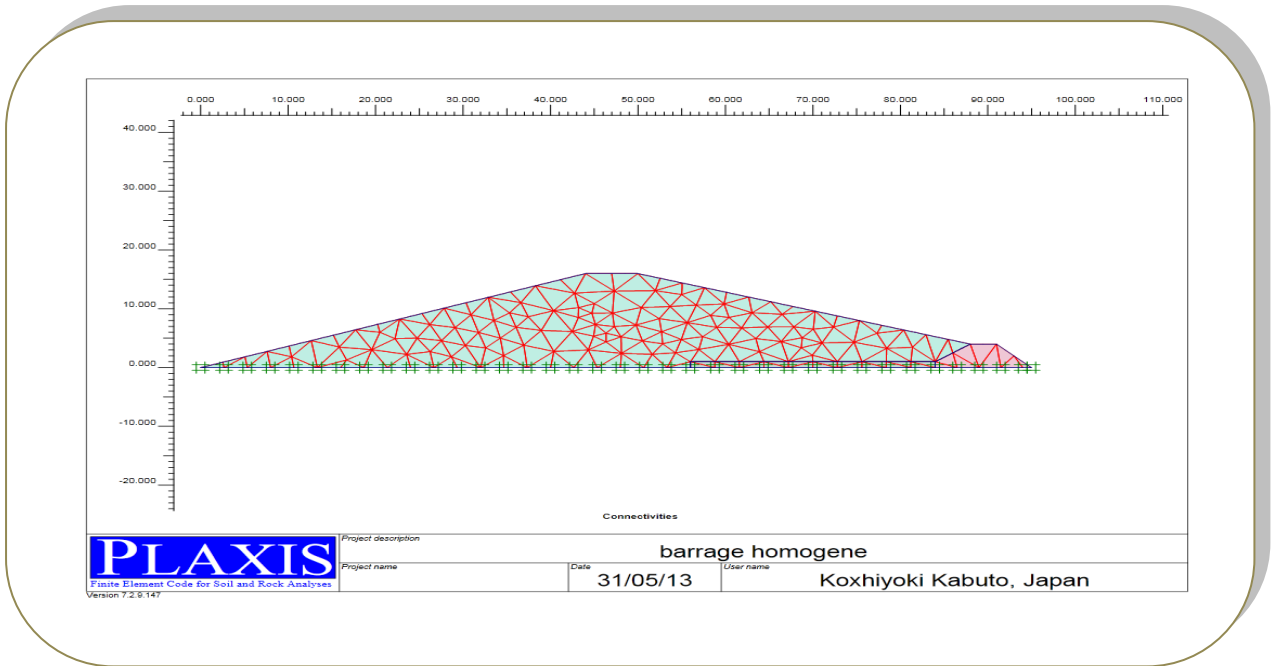 0.000 10.000 20.000 30.000 40.000 50.000 60.000 70.000 80.000 90.000 100.000 110.000
40.000
30.000
20.000
10.000
0.000
-10.000
-20.000
Connectivities
PLAXIS
Finite Element Code for Soil and Rock Analyses
Version 7.2.9.147
Project description
barrage homogene
Project name
Date
31/05/13
User name
Koxhiyoki Kabuto, Japan